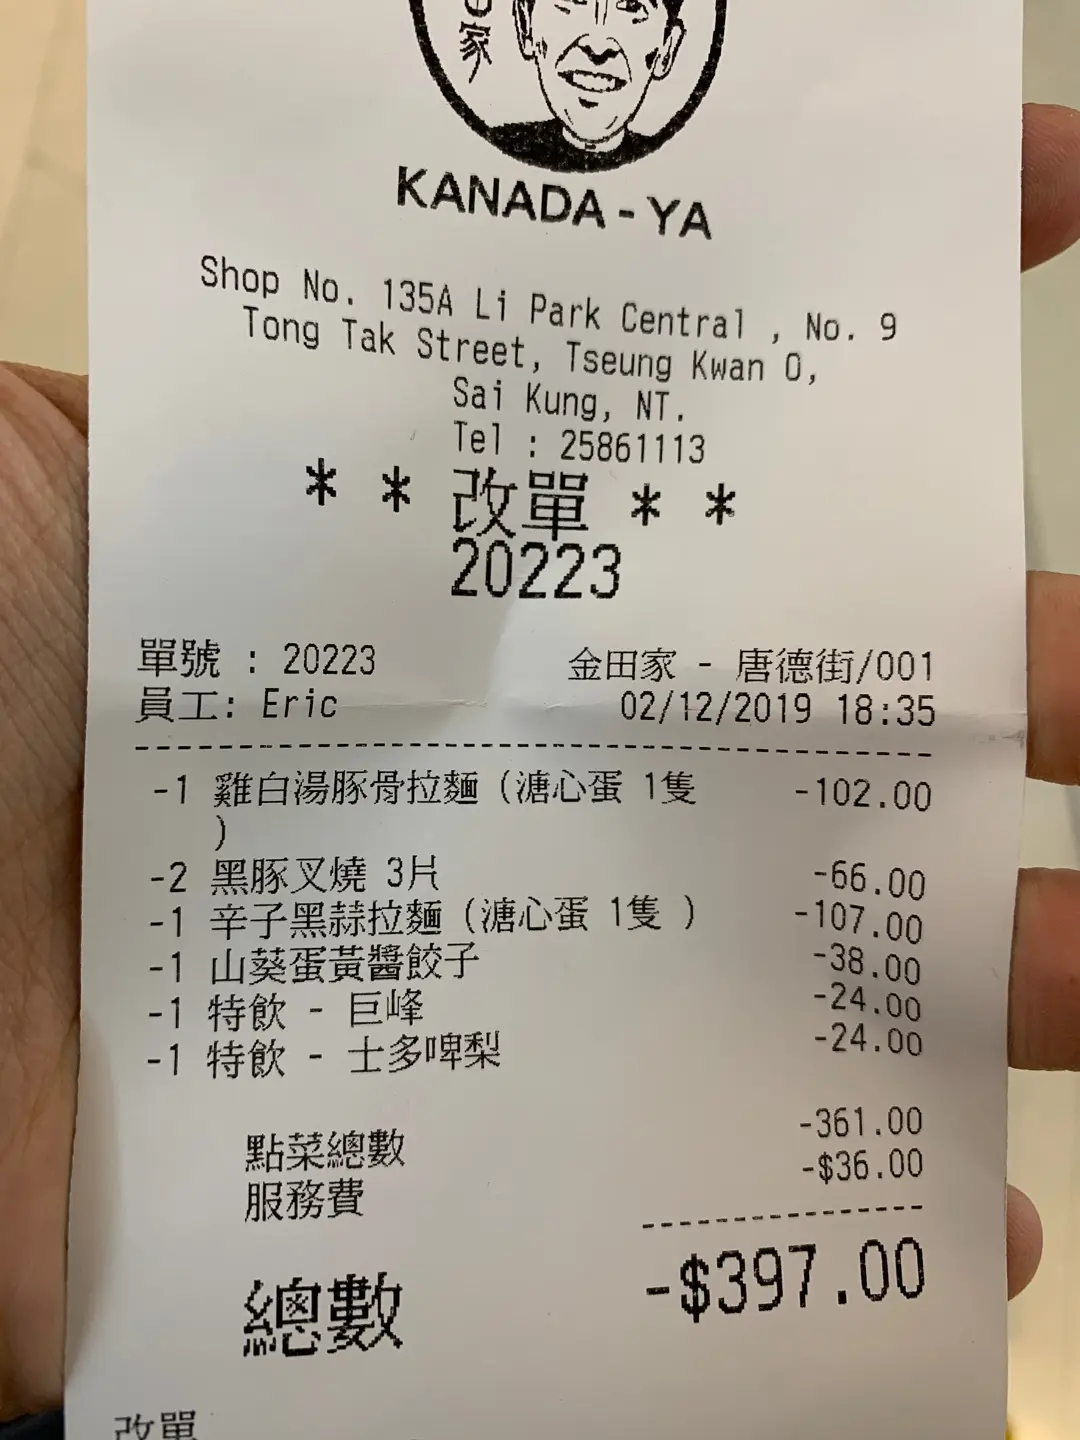 家
KANADA-YA
Shop No. 135A Li Park Central , No. 9
Tong Tak Street, Tseung Kwan O,
Sai Kung, NT.
Tel : 25861113
* * 改單 * *
20223
單號 : 20223 金田家 - 唐德街/001
員工: Eric 02/12/2019 18:35
-1 雞白湯豚骨拉麵 (溏心蛋 1隻 -102.00
)
-2 黑豚叉燒 3片 -66.00
-1 辛子黑蒜拉麵 (溏心蛋 1隻 ) -107.00
-1 山葵蛋黃醬餃子 -38.00
-1 特飲 - 巨峰 -24.00
-1 特飲 - 士多啤梨 -24.00
點菜總數 -361.00
服務費 -$36.00
總數 -$397.00
改單